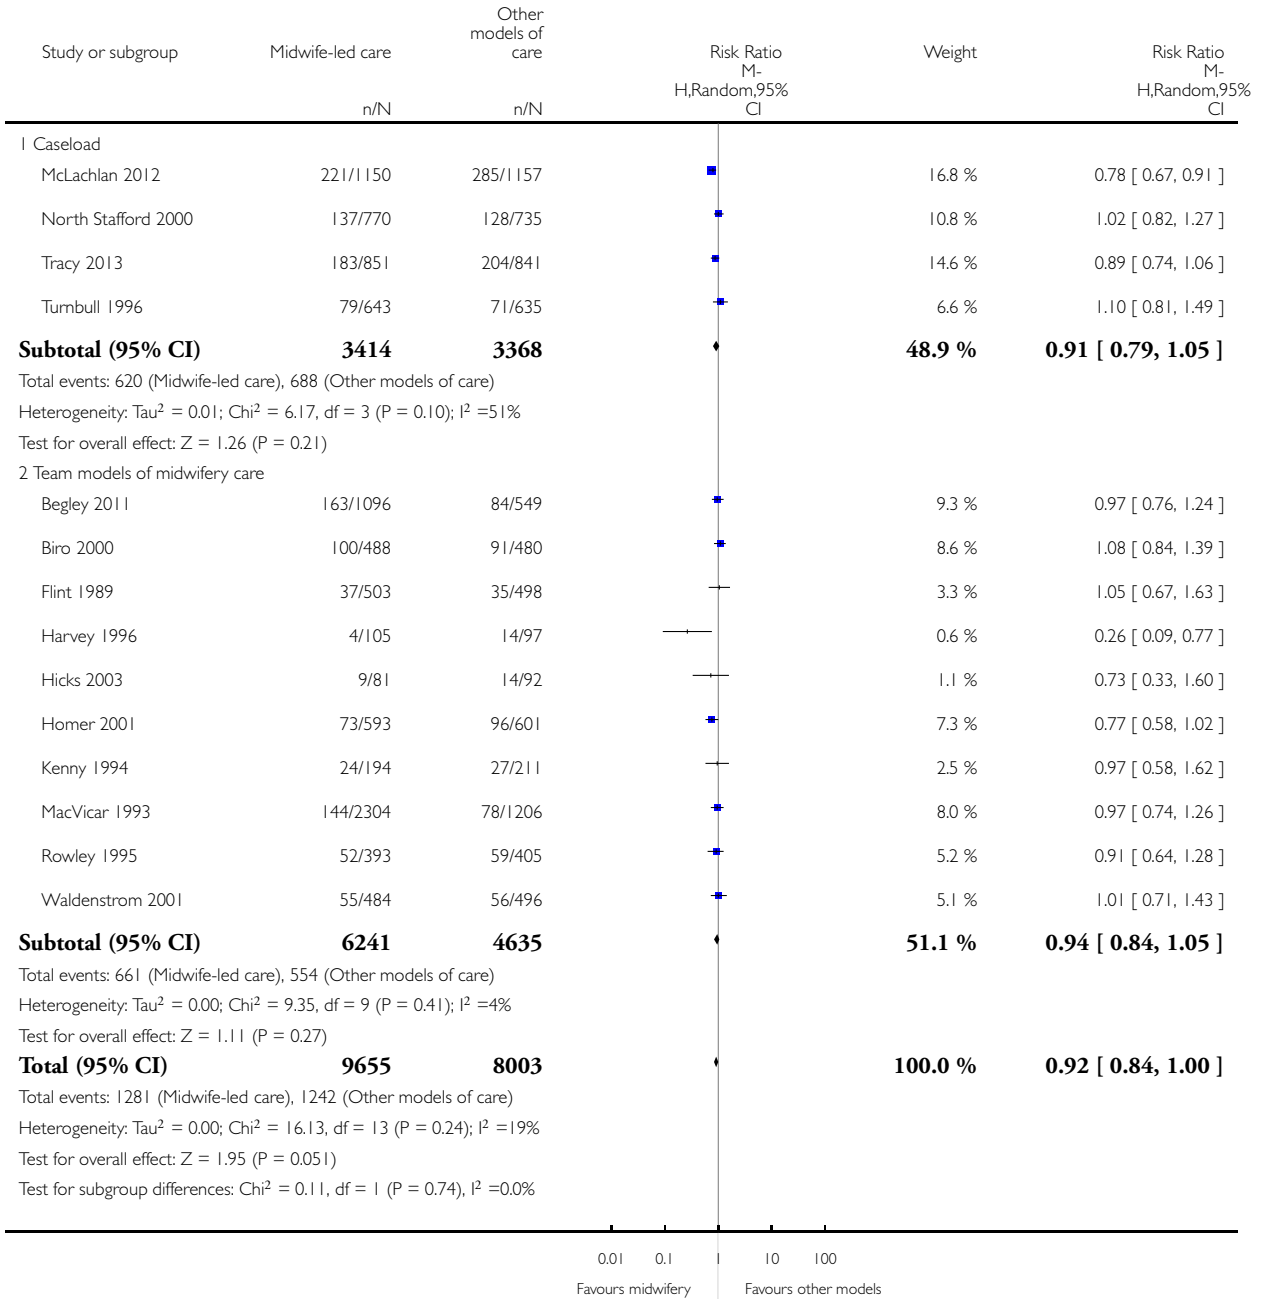 Study or subgroup Midwife-led care Other models of care Risk Ratio Weight Risk Ratio
M-H,Random,95% CI M-H,Random,95% CI
n/N n/N
1 Caseload
McLachlan 2012 221/1150 285/1157 16.8 % 0.78 [ 0.67, 0.91 ]
North Stafford 2000 137/770 128/735 10.8 % 1.02 [ 0.82, 1.27 ]
Tracy 2013 183/851 204/841 14.6 % 0.89 [ 0.74, 1.06 ]
Turnbull 1996 79/643 71/635 6.6 % 1.10 [ 0.81, 1.49 ]
Subtotal (95% CI) 3414 3368 48.9 % 0.91 [ 0.79, 1.05 ]
Total events: 620 (Midwife-led care), 688 (Other models of care)
Heterogeneity: Tau² = 0.01; Chi² = 6.17, df = 3 (P = 0.10); I² =51%
Test for overall effect: Z = 1.26 (P = 0.21)
2 Team models of midwifery care
Begley 2011 163/1096 84/549 9.3 % 0.97 [ 0.76, 1.24 ]
Biro 2000 100/488 91/480 8.6 % 1.08 [ 0.84, 1.39 ]
Flint 1989 37/503 35/498 3.3 % 1.05 [ 0.67, 1.63 ]
Harvey 1996 4/105 14/97 0.6 % 0.26 [ 0.09, 0.77 ]
Hicks 2003 9/81 14/92 1.1 % 0.73 [ 0.33, 1.60 ]
Homer 2001 73/593 96/601 7.3 % 0.77 [ 0.58, 1.02 ]
Kenny 1994 24/194 27/211 2.5 % 0.97 [ 0.58, 1.62 ]
MacVicar 1993 144/2304 78/1206 8.0 % 0.97 [ 0.74, 1.26 ]
Rowley 1995 52/393 59/405 5.2 % 0.91 [ 0.64, 1.28 ]
Waldenstrom 2001 55/484 56/496 5.1 % 1.01 [ 0.71, 1.43 ]
Subtotal (95% CI) 6241 4635 51.1 % 0.94 [ 0.84, 1.05 ]
Total events: 661 (Midwife-led care), 554 (Other models of care)
Heterogeneity: Tau² = 0.00; Chi² = 9.35, df = 9 (P = 0.41); I² =4%
Test for overall effect: Z = 1.11 (P = 0.27)
Total (95% CI) 9655 8003 100.0 % 0.92 [ 0.84, 1.00 ]
Total events: 1281 (Midwife-led care), 1242 (Other models of care)
Heterogeneity: Tau² = 0.00; Chi² = 16.13, df = 13 (P = 0.24); I² =19%
Test for overall effect: Z = 1.95 (P = 0.051)
Test for subgroup differences: Chi² = 0.11, df = 1 (P = 0.74), I² =0.0%
0.01 0.1 1 10 100
Favours midwifery Favours other models